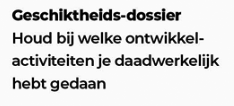 Geschiktheids-dossier
Houd bij welke ontwikkel-
activiteiten je daadwerkelijk
hebt gedaan